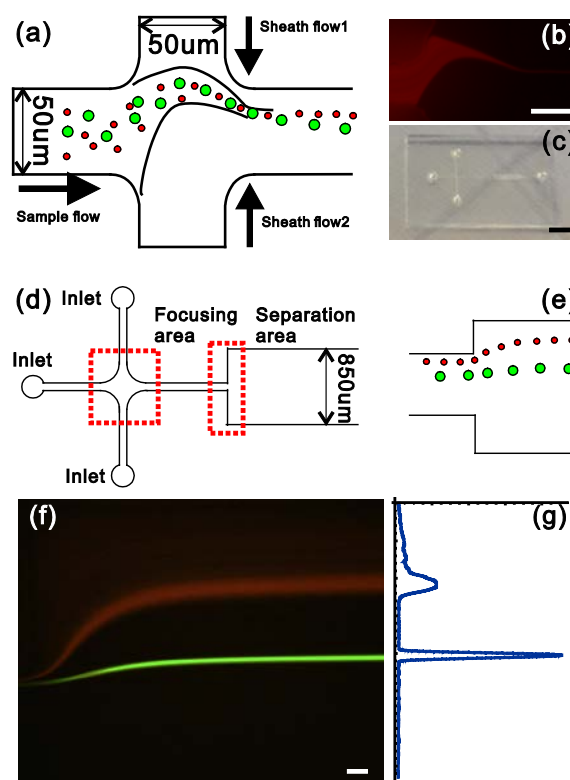 (a)
50um
Sheath flow1
50um
Sample flow
Sheath flow2
(b)
(c)
(d)
Inlet
Focusing
area
Separation
area
Inlet
850um
Inlet
(e)
(f)
(g)